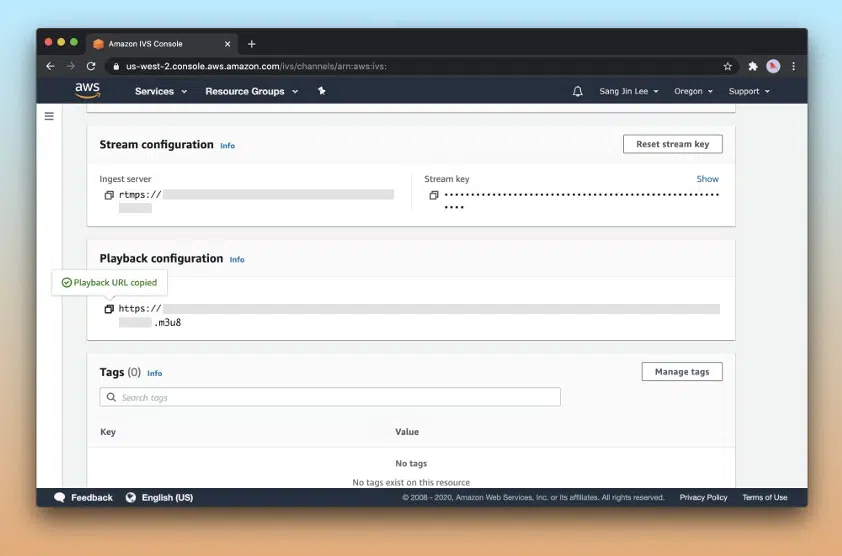 Amazon IVS Console
us-west-2.console.aws.amazon.com/ivs/channels/arn:aws:ivs:
aws Services Resource Groups Sang Jin Lee Oregon Support
Stream configuration Info Reset stream key
Ingest server Stream key Show
rtmps:// ••••••••••••••••••••••••••••••••••••••••••••••••••••
••••
Playback configuration Info
Playback URL copied
https://
.m3u8
Tags (0) Info Manage tags
Search tags
Key Value
No tags
No tags exist on this resource
Feedback English (US) © 2008 - 2020, Amazon Web Services, Inc. or its affiliates. All rights reserved. Privacy Policy Terms of Use